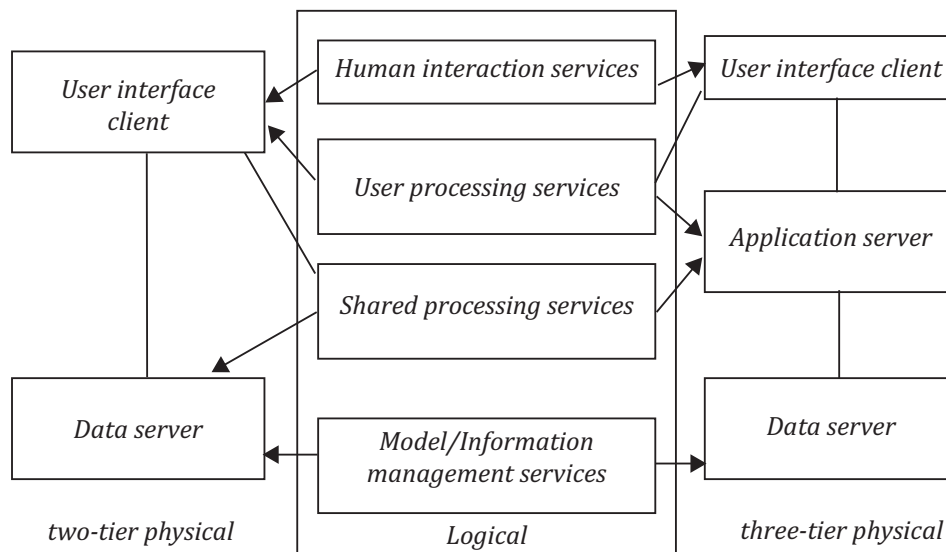 User interface
client
Data server
two-tier physical
Human interaction services
User processing services
Shared processing services
Model/Information
management services
Logical
User interface client
Application server
Data server
three-tier physical